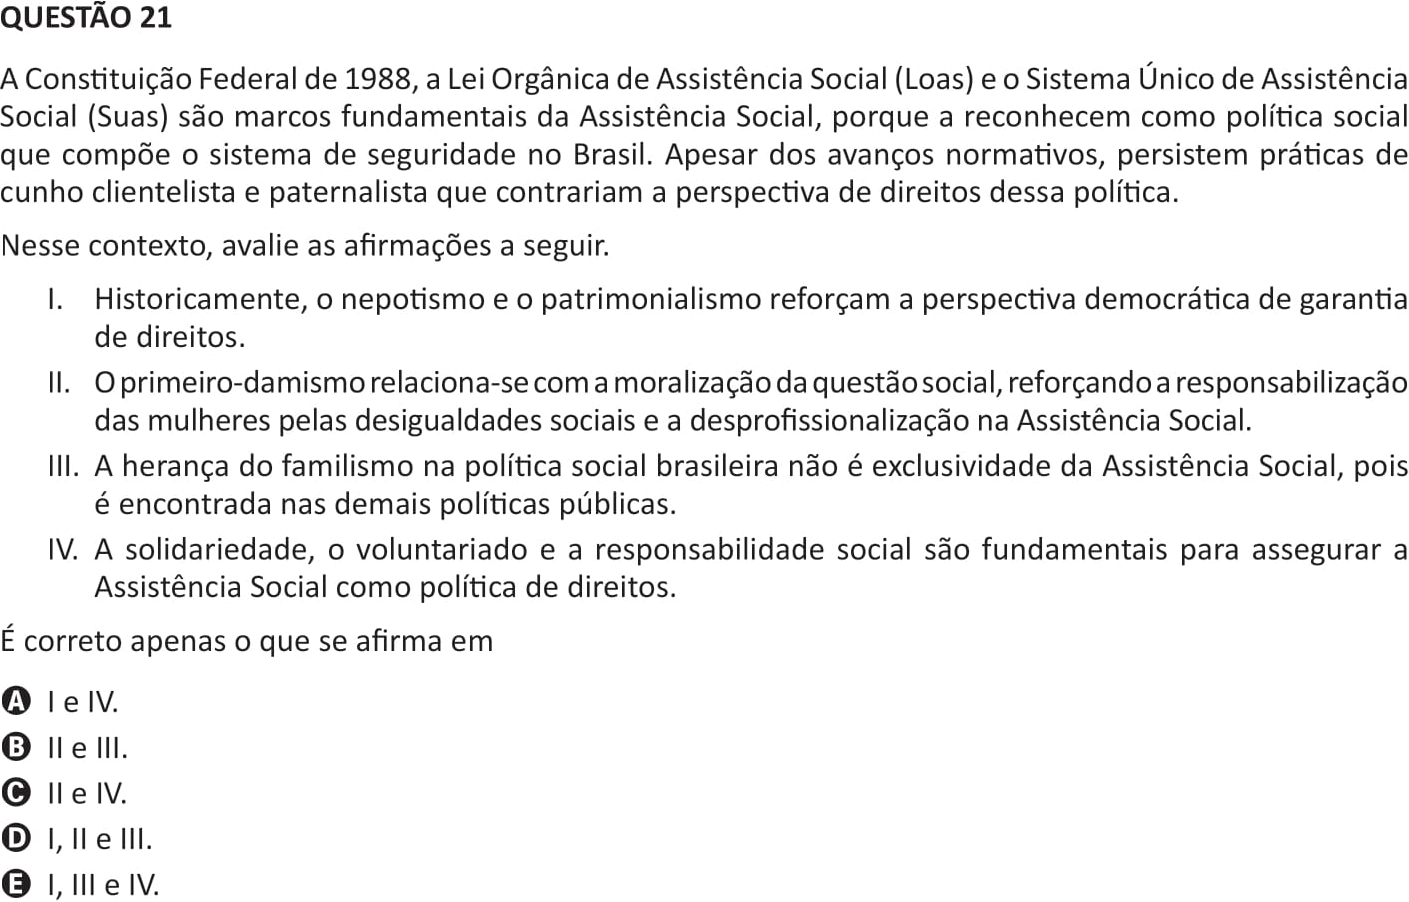 QUESTÃO 21
A Constituição Federal de 1988, a Lei Orgânica de Assistência Social (Loas) e o Sistema Único de Assistência
Social (Suas) são marcos fundamentais da Assistência Social, porque a reconhecem como política social
que compõe o sistema de seguridade no Brasil. Apesar dos avanços normativos, persistem práticas de
cunho clientelista e paternalista que contrariam a perspectiva de direitos dessa política.
Nesse contexto, avalie as afirmações a seguir.
I. Historicamente, o nepotismo e o patrimonialismo reforçam a perspectiva democrática de garantia
de direitos.
II. O primeiro-damismo relaciona-se com a moralização da questão social, reforçando a responsabilização
das mulheres pelas desigualdades sociais e a desprofissionalização na Assistência Social.
III. A herança do familismo na política social brasileira não é exclusividade da Assistência Social, pois
é encontrada nas demais políticas públicas.
IV. A solidariedade, o voluntariado e a responsabilidade social são fundamentais para assegurar a
Assistência Social como política de direitos.
É correto apenas o que se afirma em
A I e IV.
B II e III.
C II e IV.
D I, II e III.
E I, III e IV.